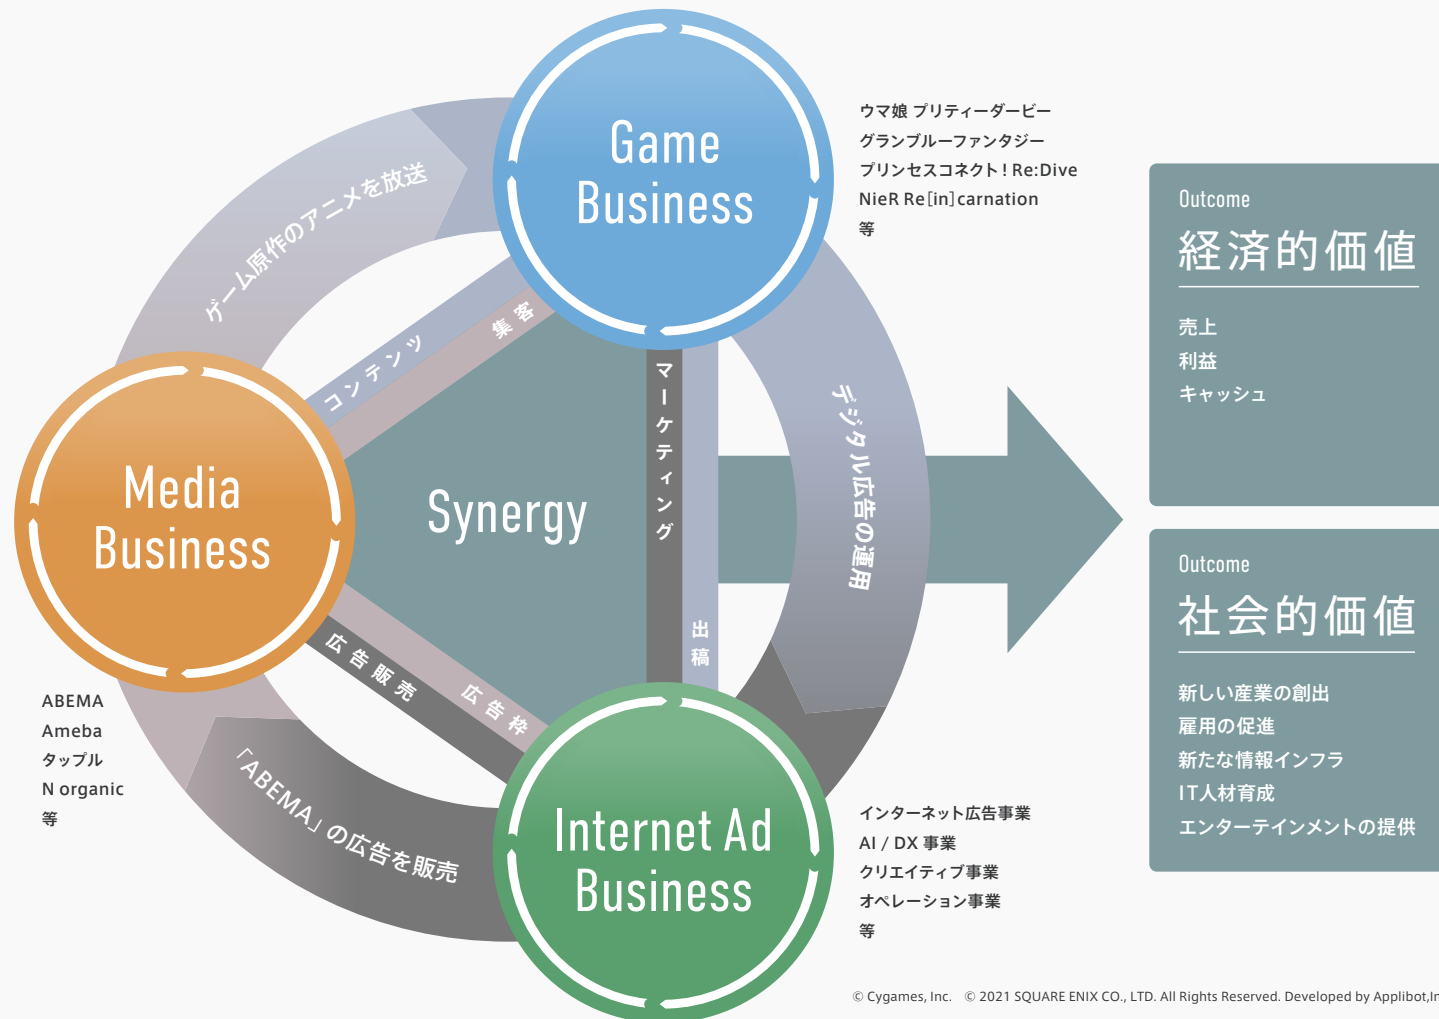 Game
Business
ウマ娘 プリティーダービー
グランブルーファンタジー
プリンセスコネクト！Re:Dive
NieR Re[in]carnation
等
ゲーム原作のアニメを放送
コンテンツ
集客
マーケティング
出稿
デジタル広告の運用
Media
Business
Synergy
ABEMA
Ameba
タップル
N organic
等
広告販売
広告枠
「ABEMA」の広告を販売
Internet Ad
Business
インターネット広告事業
AI / DX 事業
クリエイティブ事業
オペレーション事業
等
Outcome
経済的価値
売上
利益
キャッシュ
Outcome
社会的価値
新しい産業の創出
雇用の促進
新たな情報インフラ
IT人材育成
エンターテインメントの提供
© Cygames, Inc. © 2021 SQUARE ENIX CO., LTD. All Rights Reserved. Developed by Applibot,In